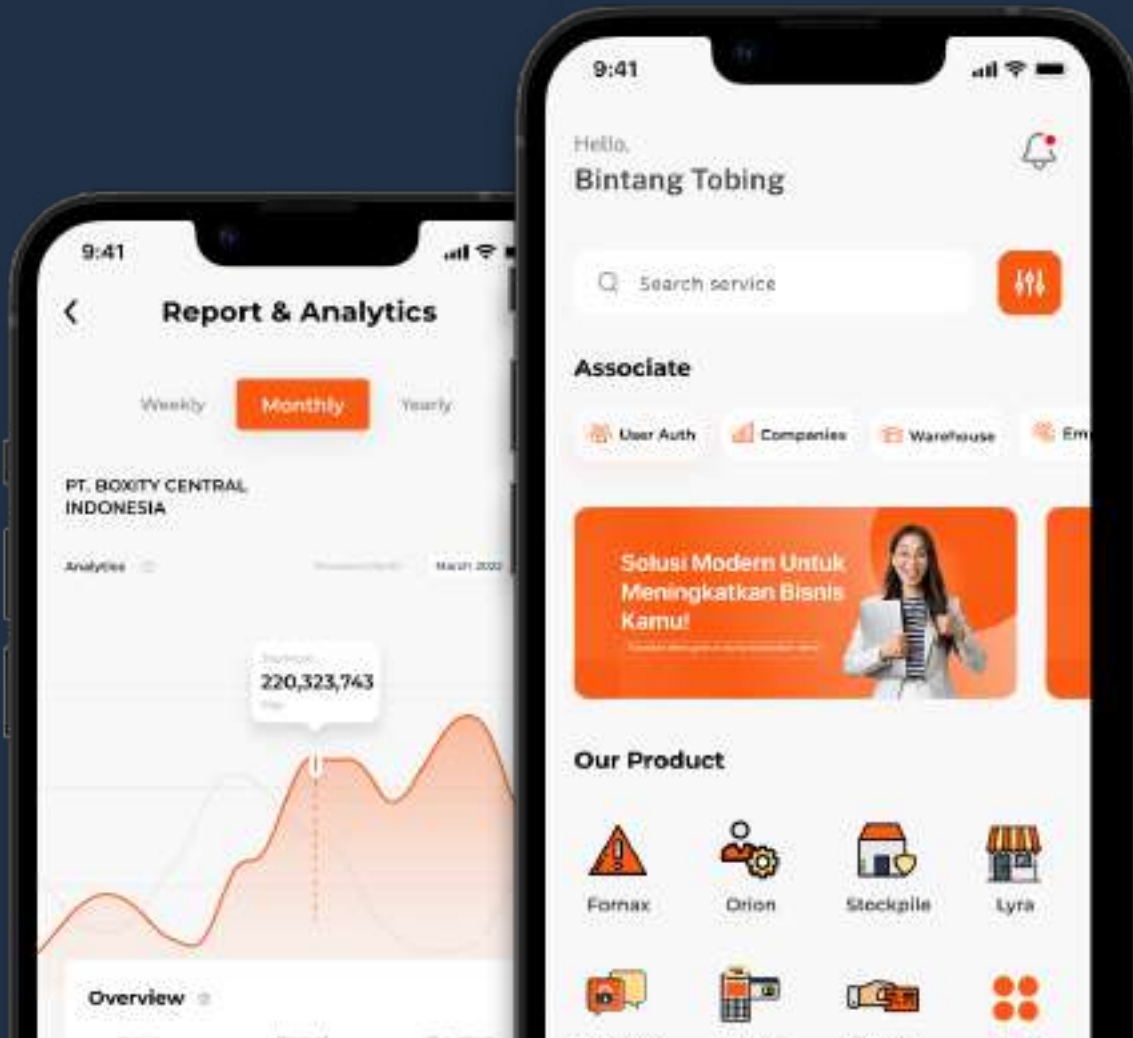 9:41
Report & Analytics
Weekly
Monthly
Yearly
PT. BOXITY CENTRAL
INDONESIA
Analytics
220,323,743
Overview
9:41
Hello,
Bintang Tobing
Search service
Associate
User Auth
Companies
Warehouse
Em
Solusi Modern Untuk
Meningkatkan Bisnis
Kamu!
Our Product
Fornax
Orion
Stockpile
Lyra